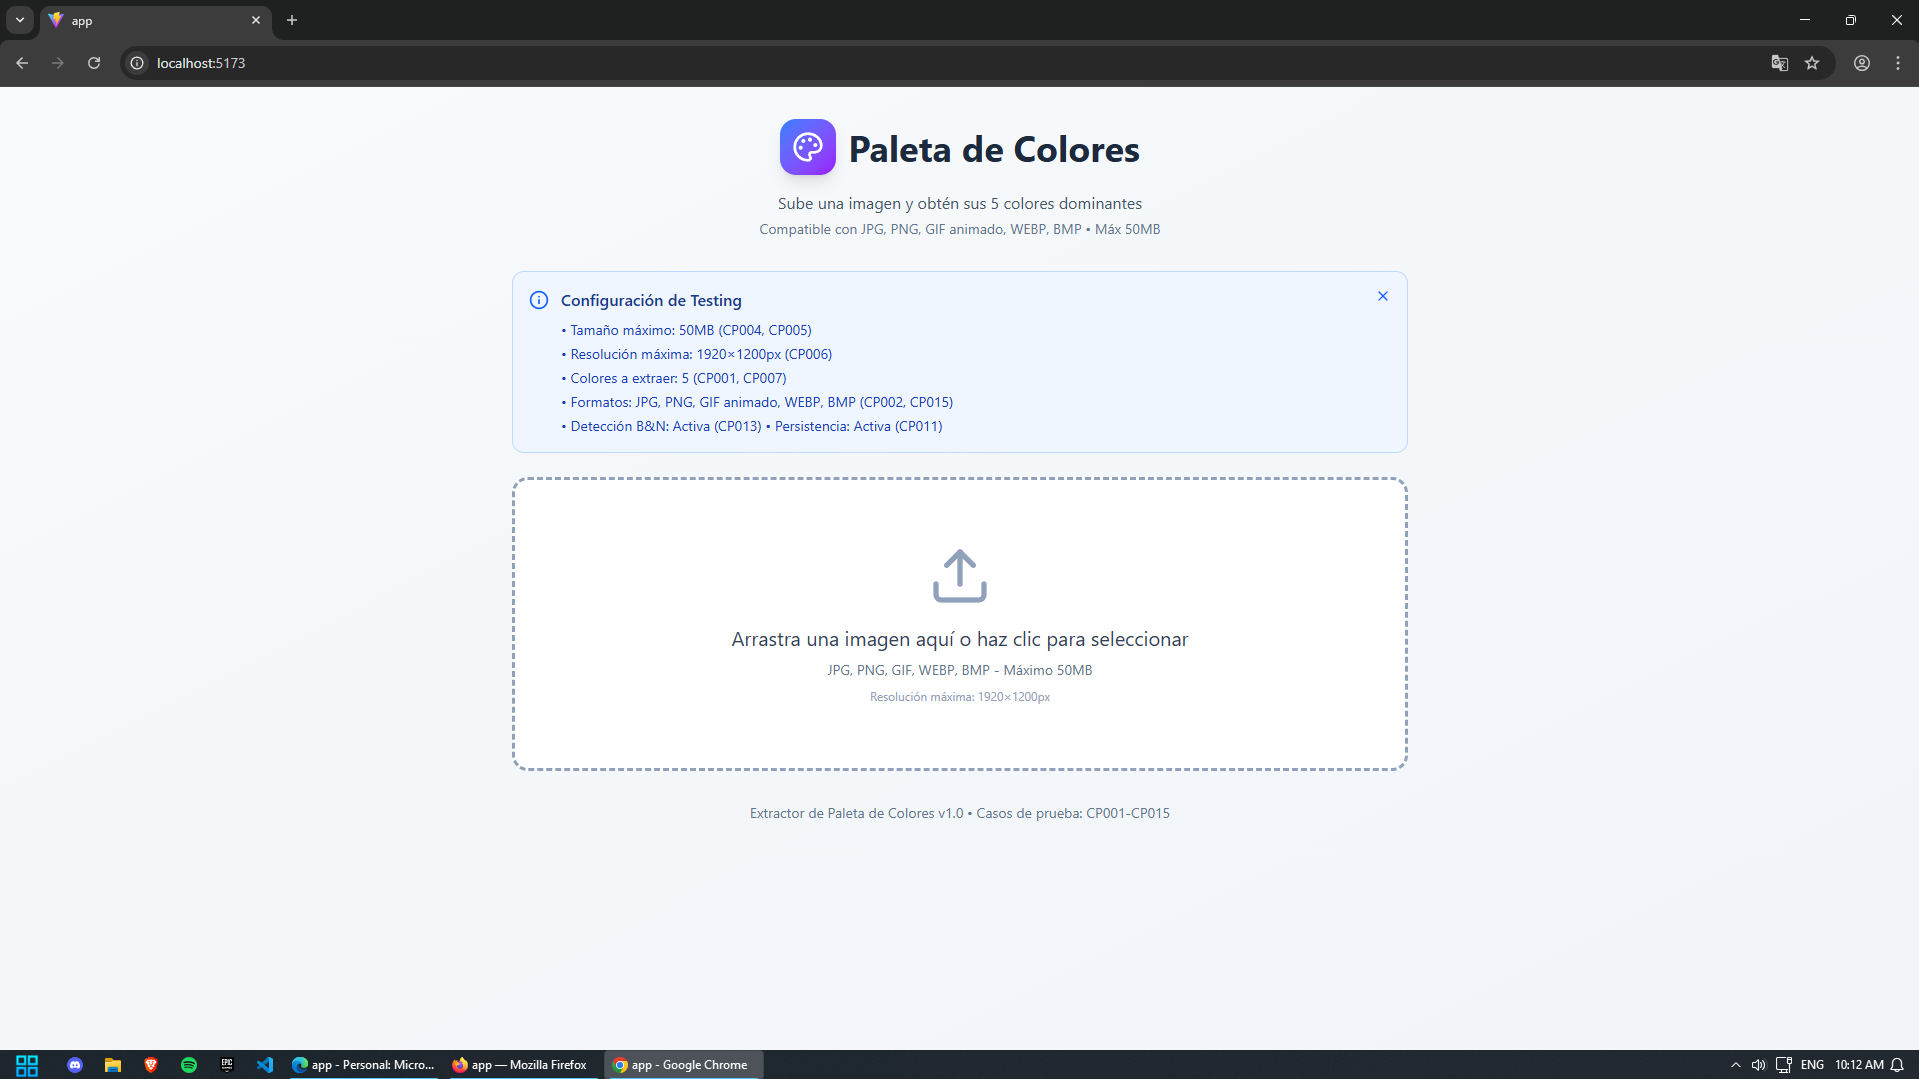 app
localhost:5173
Paleta de Colores
Sube una imagen y obtén sus 5 colores dominantes
Compatible con JPG, PNG, GIF animado, WEBP, BMP • Máx 50MB
Configuración de Testing
• Tamaño máximo: 50MB (CP004, CP005)
• Resolución máxima: 1920×1200px (CP006)
• Colores a extraer: 5 (CP001, CP007)
• Formatos: JPG, PNG, GIF animado, WEBP, BMP (CP002, CP015)
• Detección B&N: Activa (CP013) • Persistencia: Activa (CP011)
Arrastra una imagen aquí o haz clic para seleccionar
JPG, PNG, GIF, WEBP, BMP - Máximo 50MB
Resolución máxima: 1920×1200px
Extractor de Paleta de Colores v1.0 • Casos de prueba: CP001-CP015
EPIC
app - Personal: Micro...
app — Mozilla Firefox
app - Google Chrome
ENG
10:12 AM